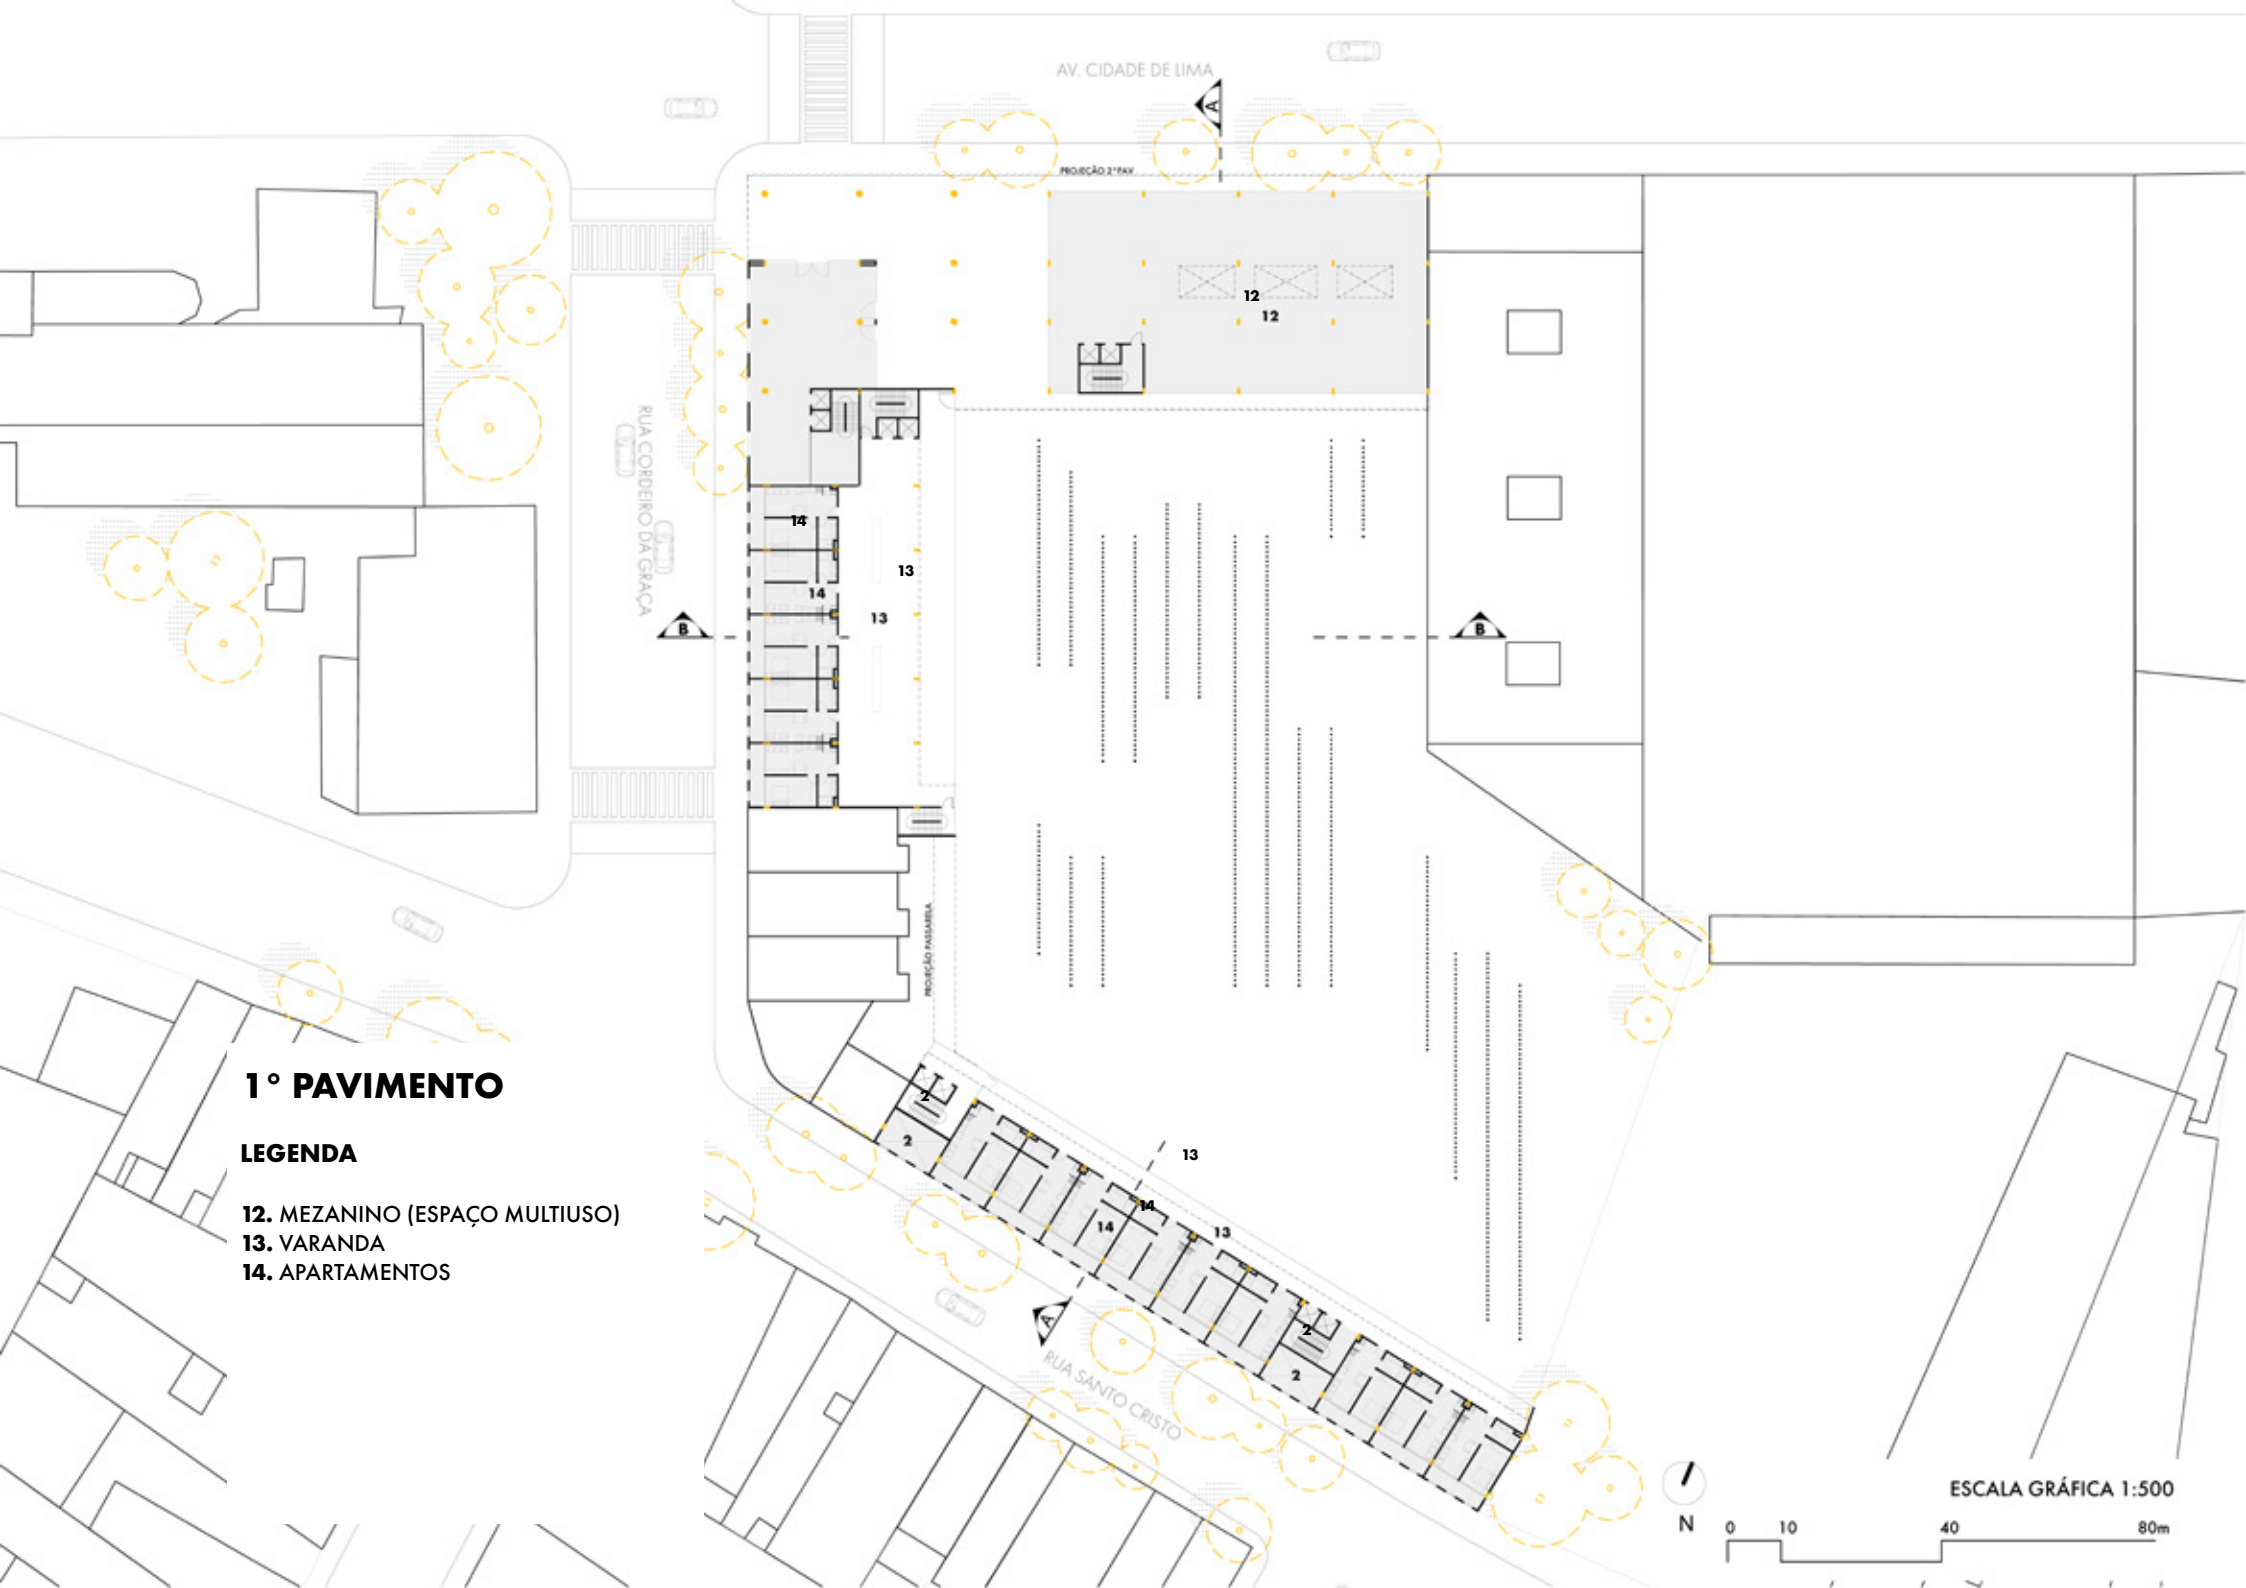 AV. CIDADE DE LIMA
A
PROJEÇÃO 2°PAV
12
12
RUA CORDEIRO DA GRAÇA
14
13
14
13
B
B
PROJEÇÃO PASSARELA
1° PAVIMENTO
LEGENDA
12. MEZANINO (ESPAÇO MULTIUSO)
13. VARANDA
14. APARTAMENTOS
2
2
13
14
14
13
A
2
2
RUA SANTO CRISTO
ESCALA GRÁFICA 1:500
N
0 10 40 80m